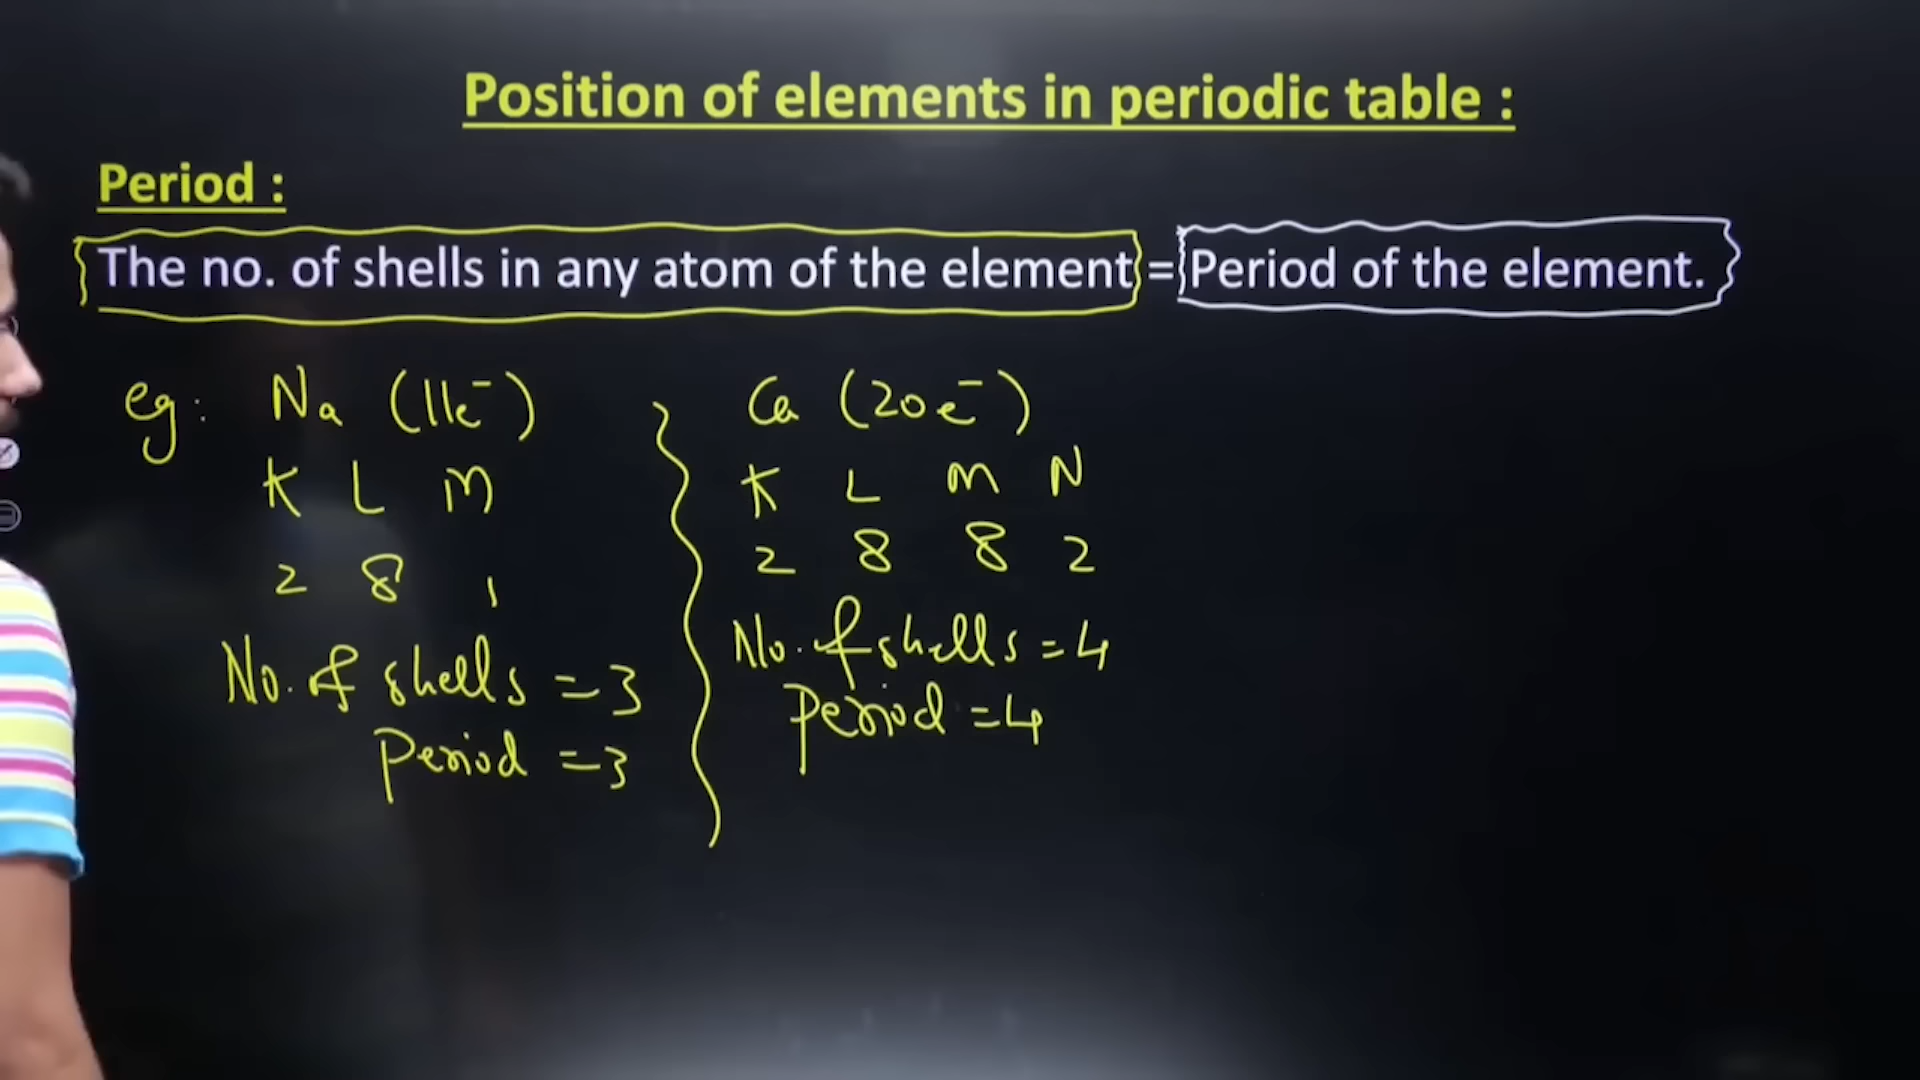 Position of elements in periodic table :
Period :
The no. of shells in any atom of the element = Period of the element.
eg: Na (11e⁻)
K L M
2 8 1
No. of shells = 3
Period = 3
Ca (20e⁻)
K L M N
2 8 8 2
No. of shells = 4
Period = 4